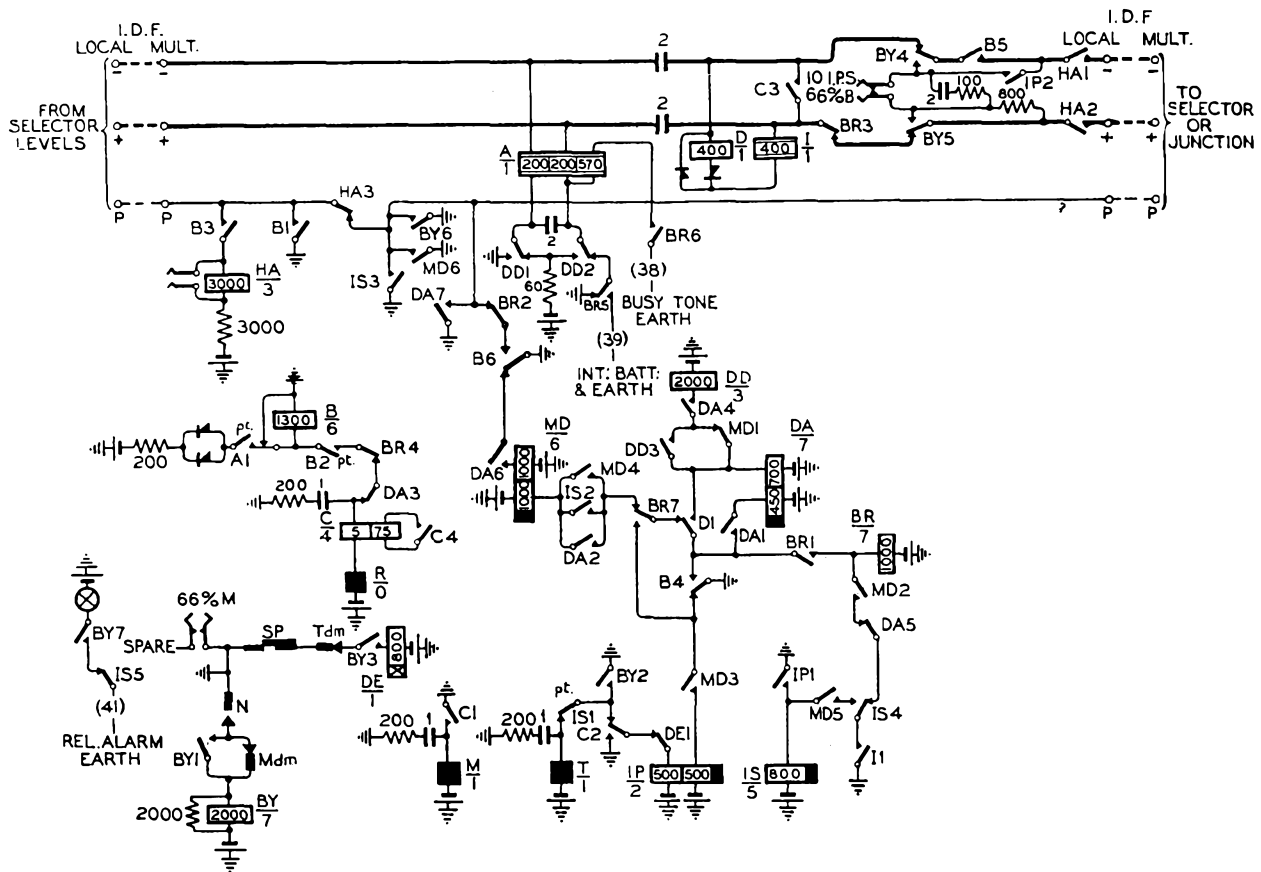 I.D.F.
LOCAL MULT.
I.D.F
LOCAL MULT.
2
BY4
B5
HA1
10 I.P.S
66%B
IP2
100
800
2
C3
2
BR3
BY5
HA2
FROM
SELECTOR
LEVELS
TO
SELECTOR
OR
JUNCTION
- -
+ +
P P
- -
+ +
P P
?
A
1
200 200 570
400
D
1
400
I
1
HA3
B3
B1
BY6
MD6
IS3
2
DD1
DD2
60
BR5
BR6
(38)
BUSY TONE
EARTH
(39)
INT: BATT:
& EARTH
3000
HA
3
3000
DA7
BR2
B6
2000
DD
3
DA4
DD3
MD1
DA
7
700
450
1300
B
6
pt.
A1
200
B2
pt.
BR4
DA3
200
1
C
4
5 75
C4
R
0
DA6
MD
6
1000
1000
MD4
IS2
DA2
BR7
D1
DA1
BR1
BR
7
1000
B4
MD2
DA5
BY7
IS5
(41)
REL. ALARM
EARTH
66%M
SPARE
SP
Tdm
BY3
800
DE
1
N
BY1
Mdm
2000
2000
BY
7
200
1
C1
M
1
200
1
pt.
IS1
BY2
C2
DE1
T
1
IP
2
500 500
MD3
IP1
MD5
IS4
I1
IS
5
800